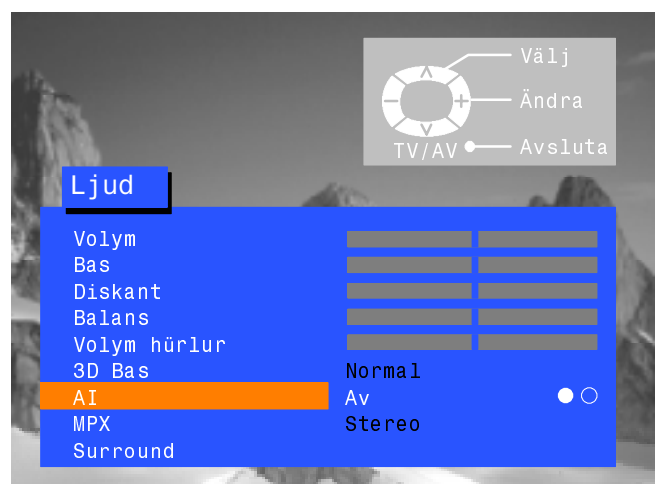 Välj
Ändra
TV/AV Avsluta
Ljud
Volym
Bas
Diskant
Balans
Volym hürlur
3D Bas Normal
AI Av
MPX Stereo
Surround